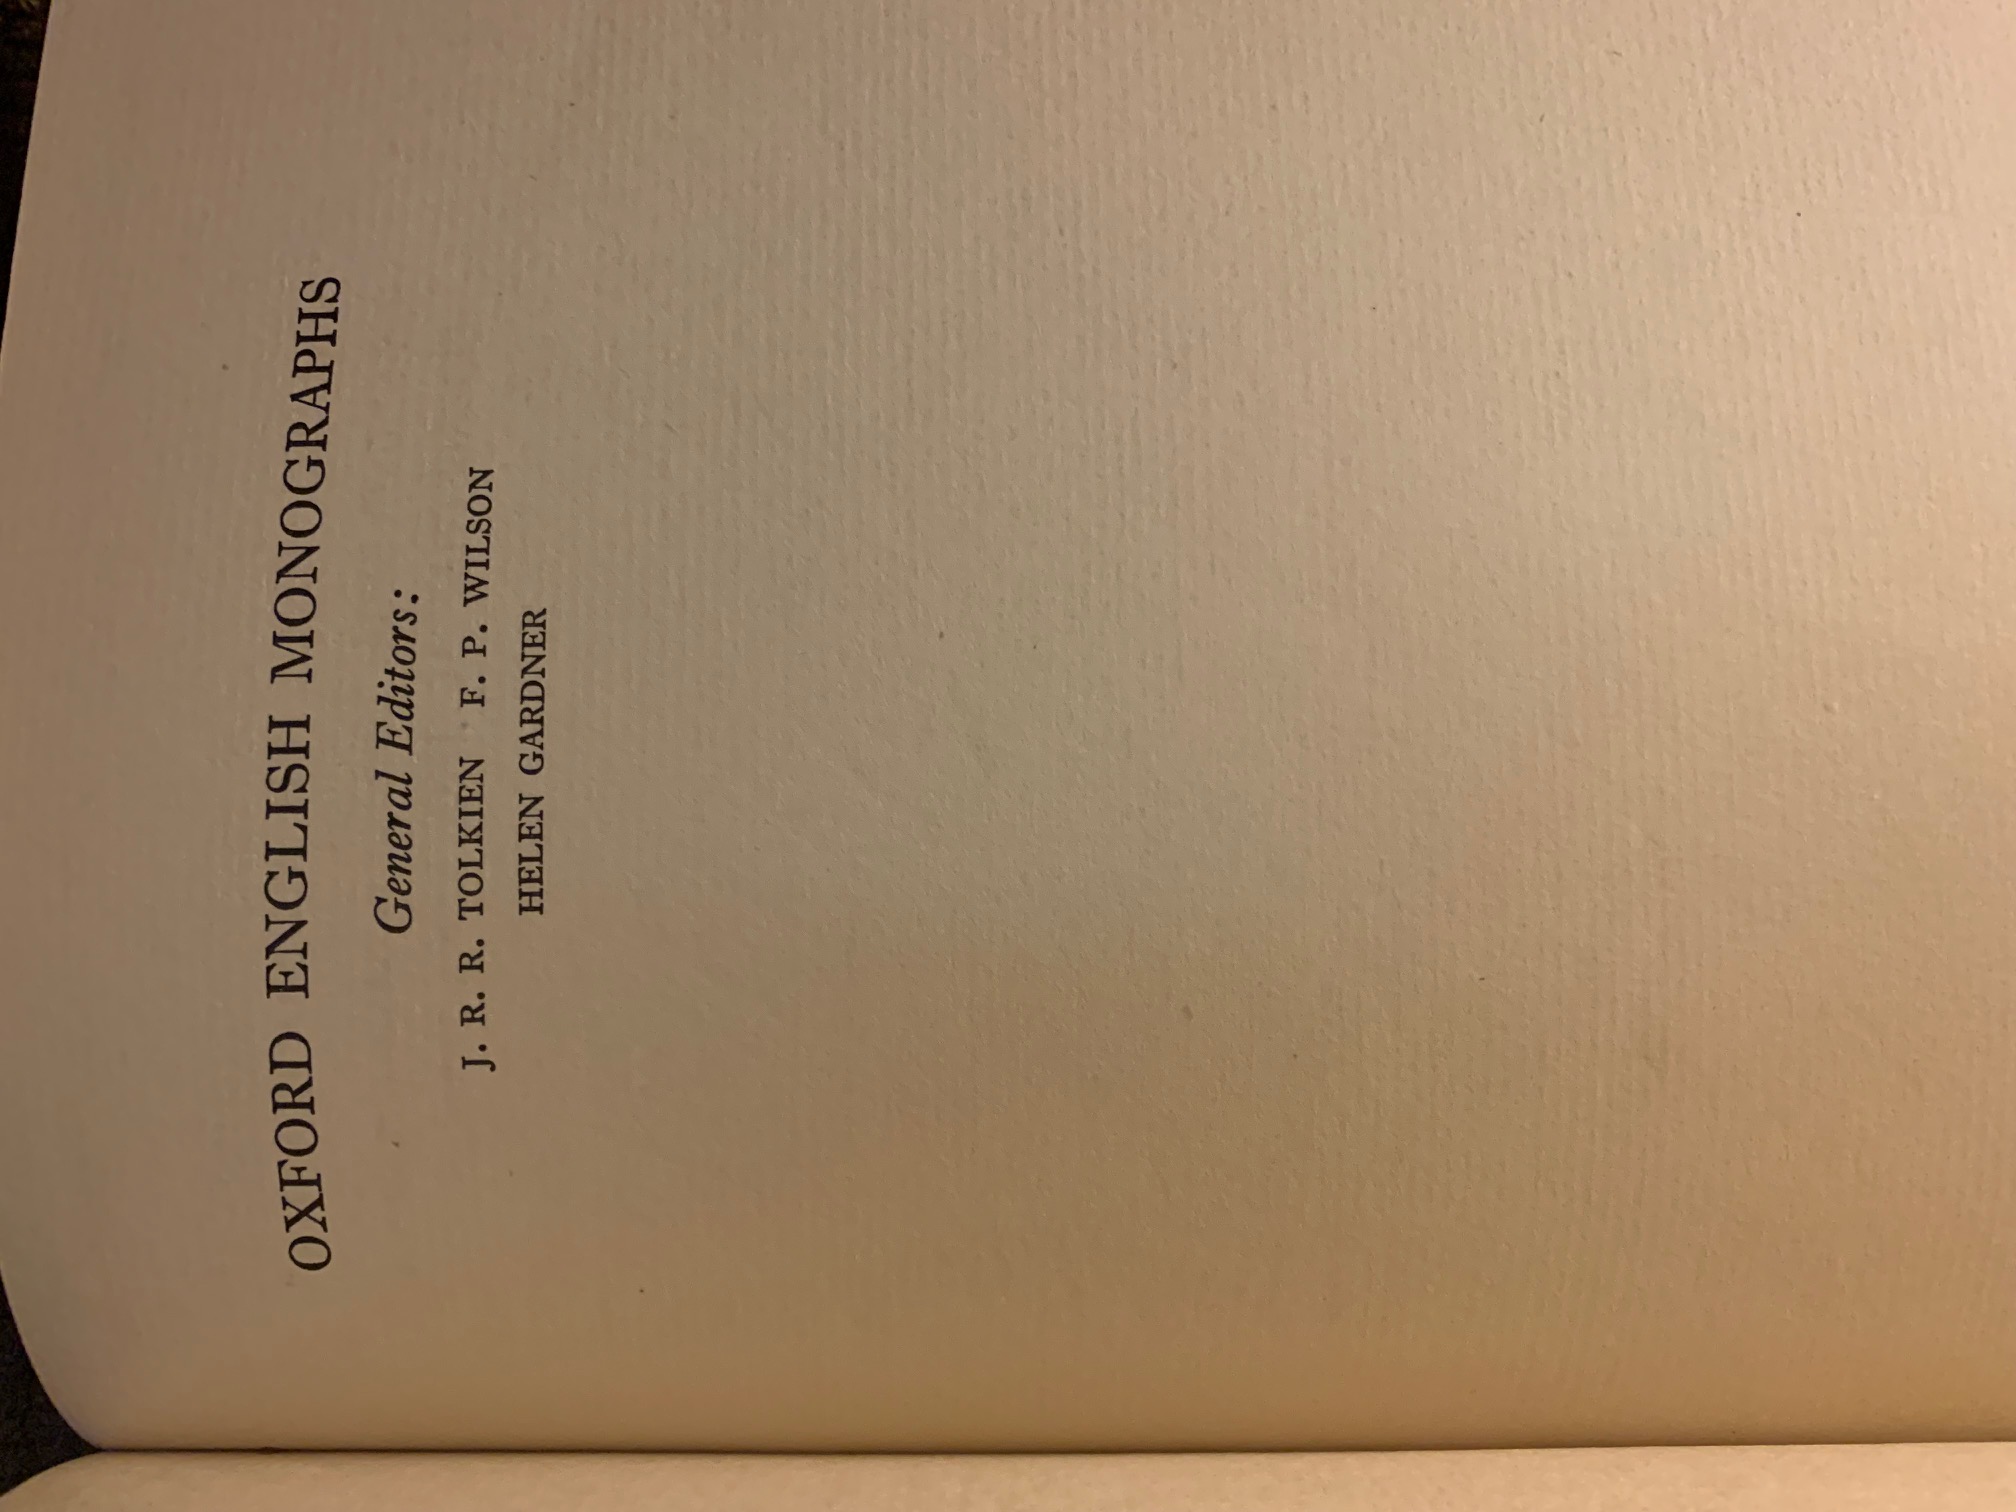 OXFORD ENGLISH MONOGRAPHS
General Editors:
J. R. R. TOLKIEN F. P. WILSON
HELEN GARDNER